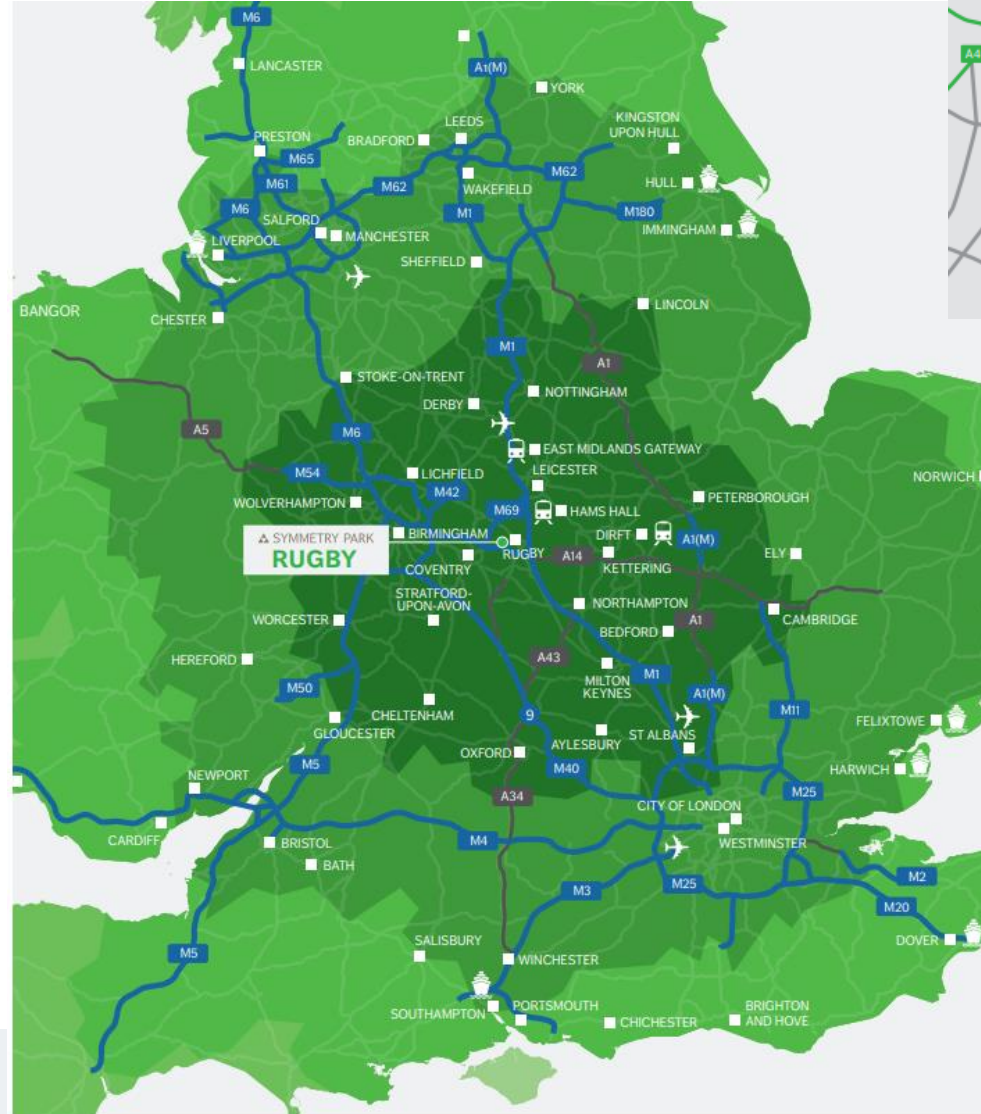 M6
LANCASTER
A1(M)
YORK
A4
LEEDS
KINGSTON
UPON HULL
BRADFORD
PRESTON
M65
M62
M61
M62
WAKEFIELD
HULL
M6
M1
M180
SALFORD
MANCHESTER
IMMINGHAM
LIVERPOOL
SHEFFIELD
LINCOLN
BANGOR
CHESTER
M1
A1
STOKE-ON-TRENT
NOTTINGHAM
DERBY
A5
M6
EAST MIDLANDS GATEWAY
LEICESTER
M54
LICHFIELD
NORWICH
M42
WOLVERHAMPTON
PETERBOROUGH
M69
HAMS HALL
BIRMINGHAM
DIRFT
A1(M)
SYMMETRY PARK
RUGBY
RUGBY
A14
ELY
COVENTRY
KETTERING
STRATFORD-
UPON-AVON
NORTHAMPTON
WORCESTER
CAMBRIDGE
BEDFORD
A1
HEREFORD
A43
MILTON
KEYNES
M1
M50
A1(M)
CHELTENHAM
M11
GLOUCESTER
9
FELIXTOWE
AYLESBURY
ST ALBANS
OXFORD
M5
M40
HARWICH
NEWPORT
A34
M25
CITY OF LONDON
CARDIFF
BRISTOL
M4
WESTMINSTER
BATH
M3
M25
M2
M20
SALISBURY
DOVER
M5
WINCHESTER
SOUTHAMPTON
PORTSMOUTH
CHICHESTER
BRIGHTON
AND HOVE